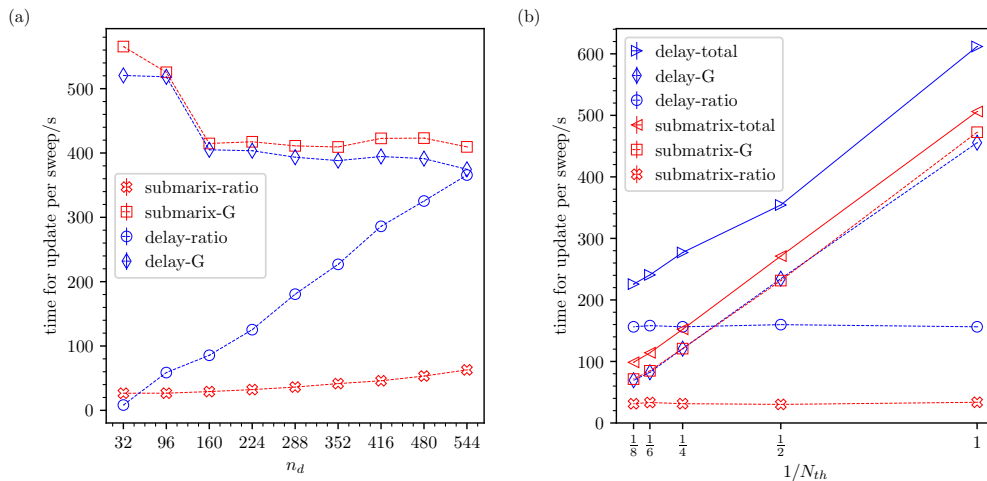 (a)
time for update per sweep/s
500
400
300
200
100
0
submarix-ratio
submarix-G
delay-ratio
delay-G
32 96 160 224 288 352 416 480 544
n_d
(b)
time for update per sweep/s
600
500
400
300
200
100
0
delay-total
delay-G
delay-ratio
submatrix-total
submatrix-G
submatrix-ratio
1/8 1/6 1/4 1/2 1
1/N_th